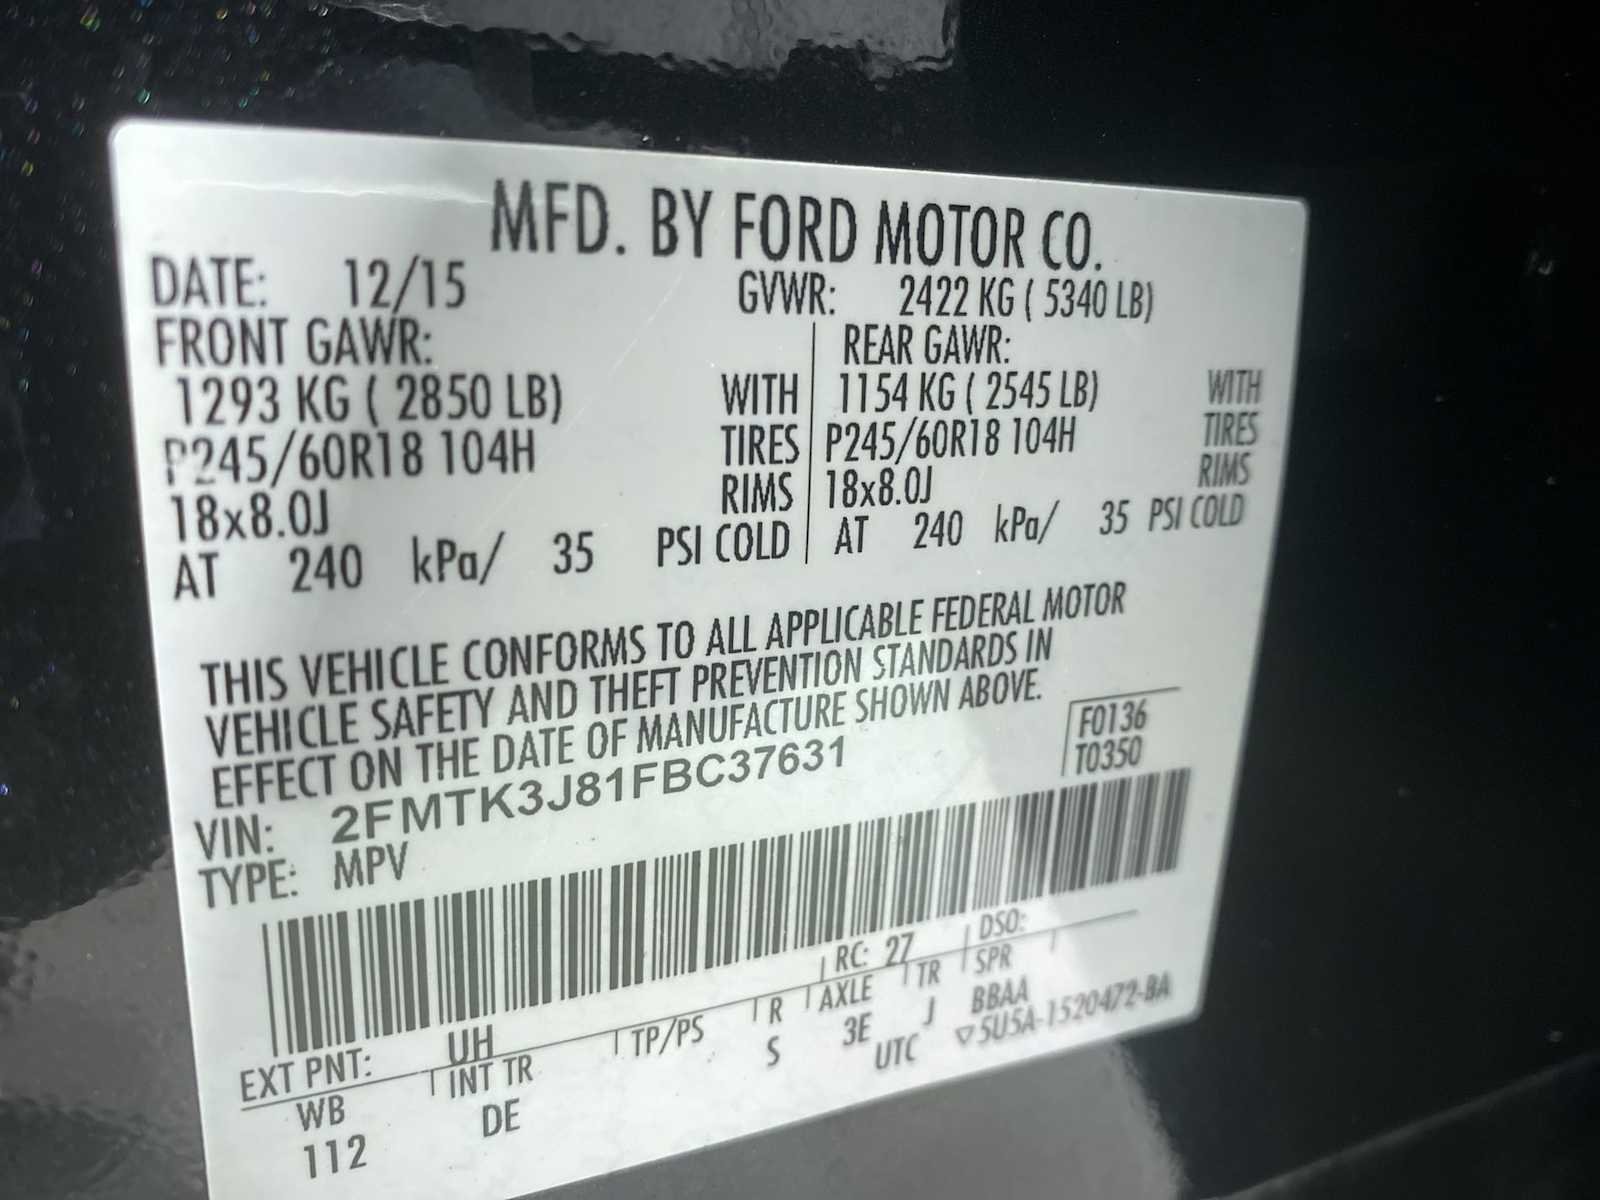 MFD. BY FORD MOTOR CO.
DATE: 12/15 GVWR: 2422 KG ( 5340 LB)
FRONT GAWR: REAR GAWR:
1293 KG ( 2850 LB) WITH 1154 KG ( 2545 LB) WITH
P245/60R18 104H TIRES P245/60R18 104H TIRES
18x8.0J RIMS 18x8.0J RIMS
AT 240 kPa/ 35 PSI COLD AT 240 kPa/ 35 PSI COLD
THIS VEHICLE CONFORMS TO ALL APPLICABLE FEDERAL MOTOR
VEHICLE SAFETY AND THEFT PREVENTION STANDARDS IN
EFFECT ON THE DATE OF MANUFACTURE SHOWN ABOVE.
F0136
T0350
VIN: 2FMTK3J81FBC37631
TYPE: MPV
EXT PNT: UH RC: 27 DSO:
WB INT TR TP/PS R AXLE TR SPR
112 DE S 3E J BBAA
UTC ▽5U5A-1520472-BA